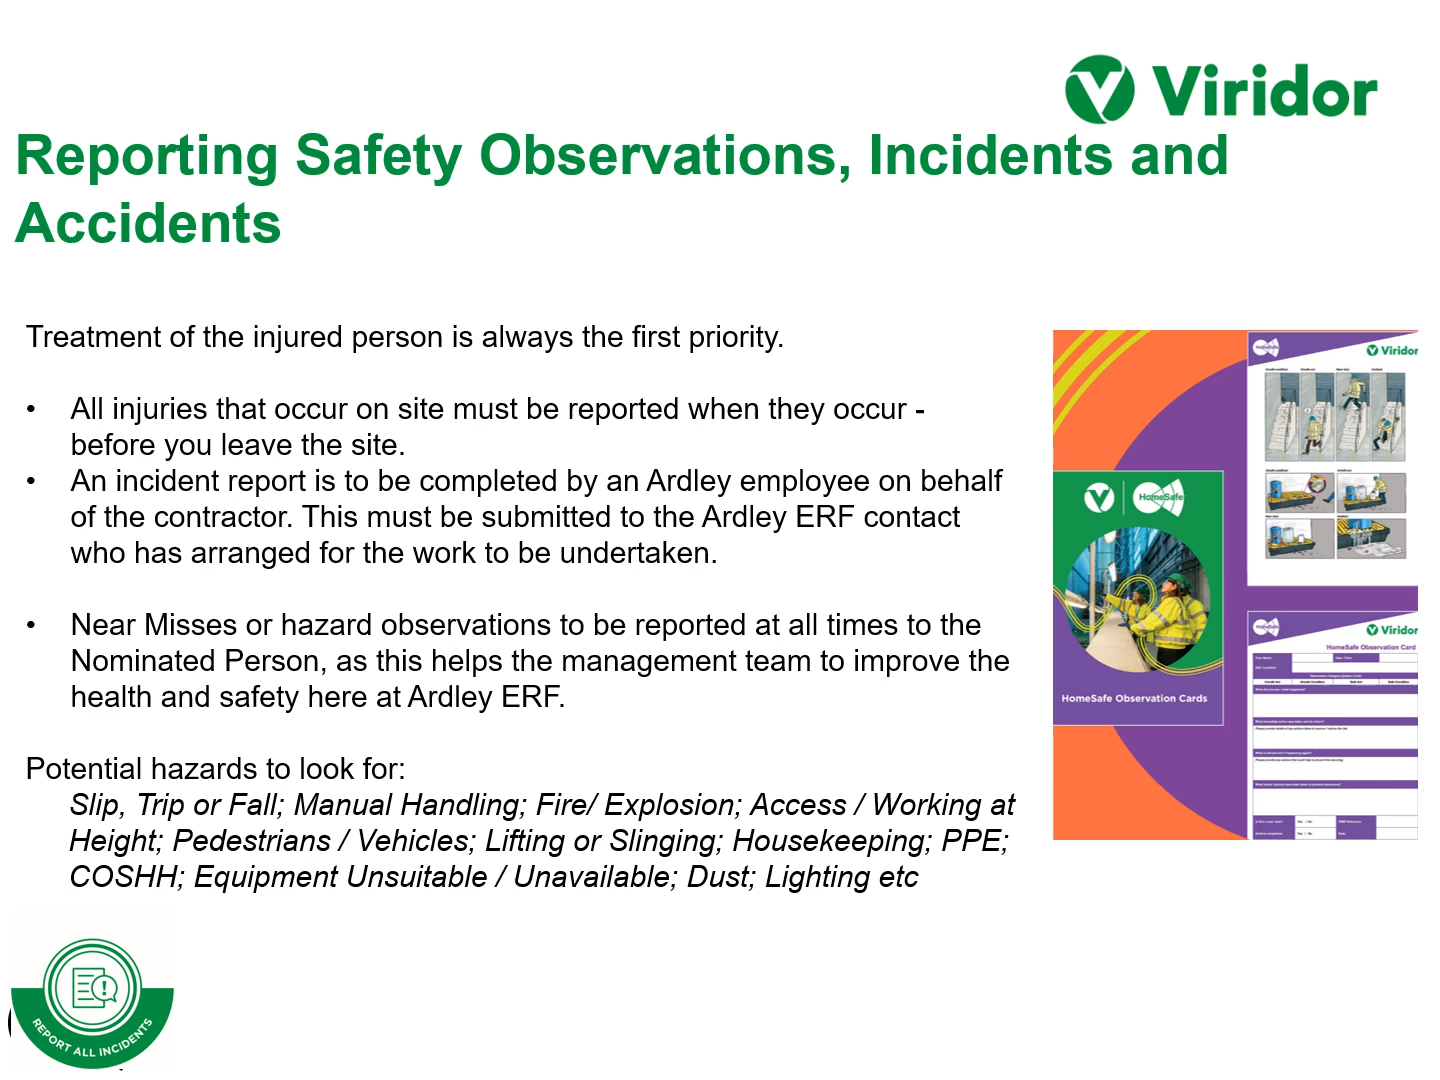 Viridor
Reporting Safety Observations, Incidents and
Accidents
Treatment of the injured person is always the first priority.
• All injuries that occur on site must be reported when they occur -
before you leave the site.
• An incident report is to be completed by an Ardley employee on behalf
of the contractor. This must be submitted to the Ardley ERF contact
who has arranged for the work to be undertaken.
• Near Misses or hazard observations to be reported at all times to the
Nominated Person, as this helps the management team to improve the
health and safety here at Ardley ERF.
Potential hazards to look for:
Slip, Trip or Fall; Manual Handling; Fire/ Explosion; Access / Working at
Height; Pedestrians / Vehicles; Lifting or Slinging; Housekeeping; PPE;
COSHH; Equipment Unsuitable / Unavailable; Dust; Lighting etc
HomeSafe
HomeSafe Observation Cards
HomeSafe
Viridor
HomeSafe
Viridor
HomeSafe Observation Card
REPORT ALL INCIDENTS